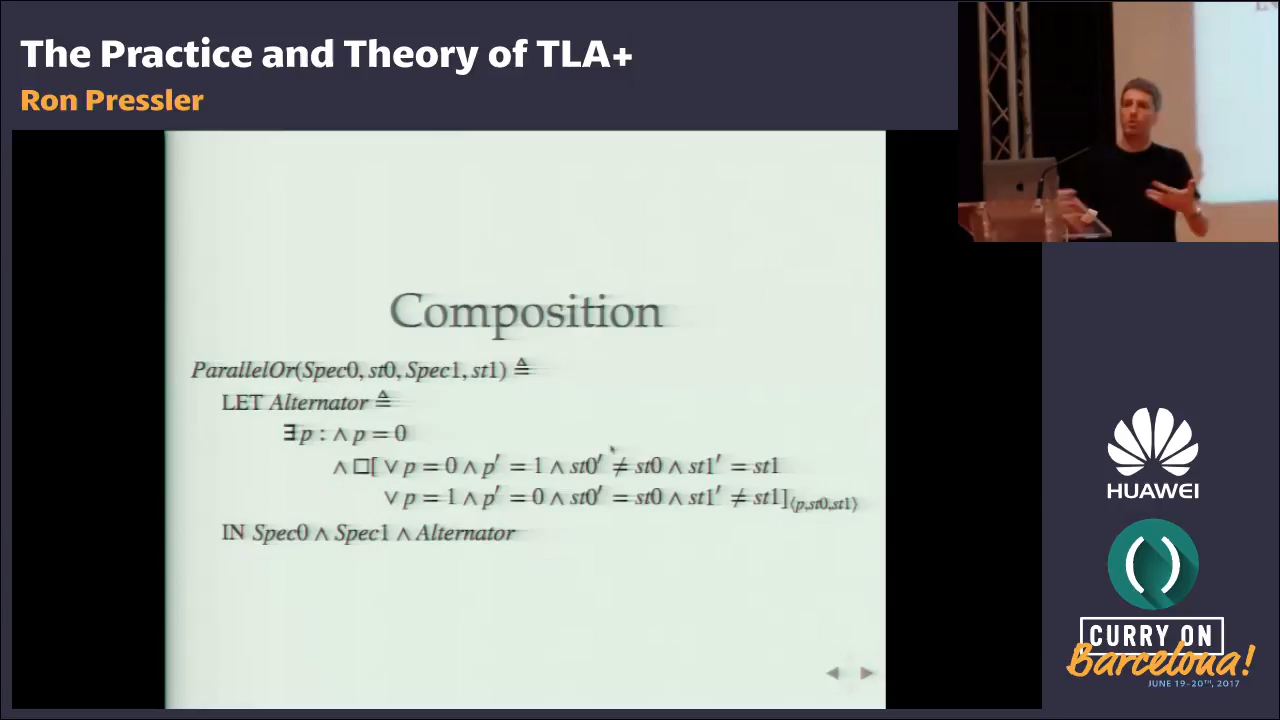 The Practice and Theory of TLA+
Ron Pressler
Composition
ParallelOr(Spec0, st0, Spec1, st1) ≜
LET Alternator ≜
∃p : ∧ p = 0
∧ □[ ∨ p = 0 ∧ p′ = 1 ∧ st0′ ≠ st0 ∧ st1′ = st1
∨ p = 1 ∧ p′ = 0 ∧ st0′ = st0 ∧ st1′ ≠ st1]⟨p,st0,st1⟩
IN Spec0 ∧ Spec1 ∧ Alternator
HUAWEI
CURRY ON
Barcelona!
JUNE 19-20TH, 2017